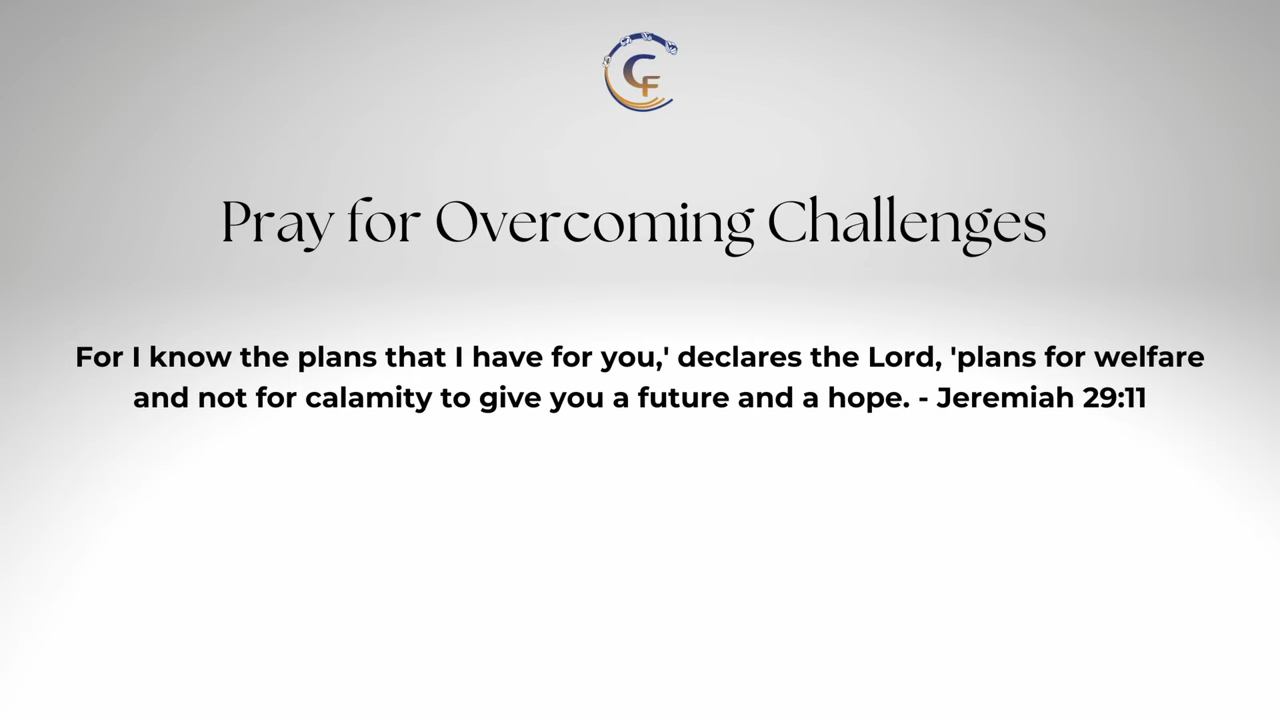 CF
Pray for Overcoming Challenges
For I know the plans that I have for you,' declares the Lord, 'plans for welfare
and not for calamity to give you a future and a hope. - Jeremiah 29:11